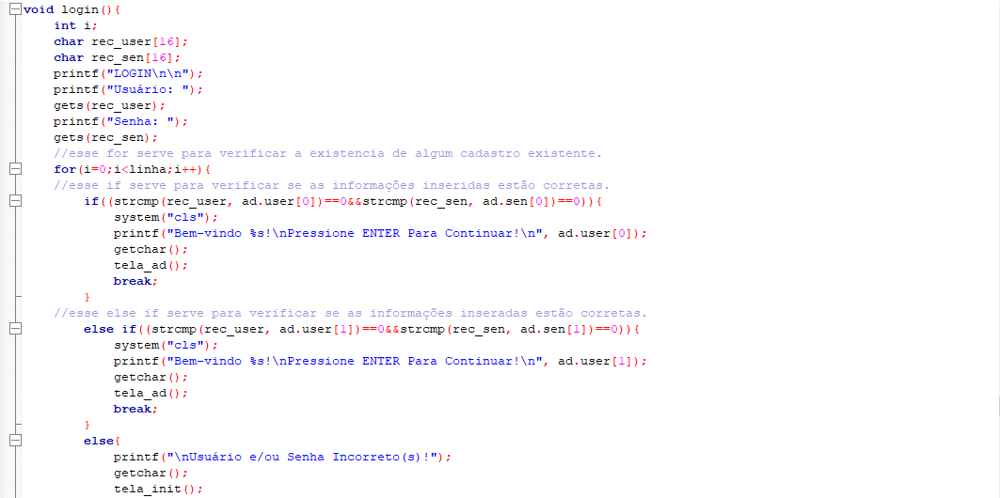 void login(){
    int i;
    char rec_user[16];
    char rec_sen[16];
    printf("LOGIN\n\n");
    printf("Usuário: ");
    gets(rec_user);
    printf("Senha: ");
    gets(rec_sen);
    //esse for serve para verificar a existencia de algum cadastro existente.
    for(i=0;i<linha;i++){
    //esse if serve para verificar se as informações inseridas estão corretas.
        if((strcmp(rec_user, ad.user[0])==0&&strcmp(rec_sen, ad.sen[0])==0)){
            system("cls");
            printf("Bem-vindo %s!\nPressione ENTER Para Continuar!\n", ad.user[0]);
            getchar();
            tela_ad();
            break;
        }
    //esse else if serve para verificar se as informações inseradas estão corretas.
        else if((strcmp(rec_user, ad.user[1])==0&&strcmp(rec_sen, ad.sen[1])==0)){
            system("cls");
            printf("Bem-vindo %s!\nPressione ENTER Para Continuar!\n", ad.user[1]);
            getchar();
            tela_ad();
            break;
        }
        else{
            printf("\nUsuário e/ou Senha Incorreto(s)!");
            getchar();
            tela_init();